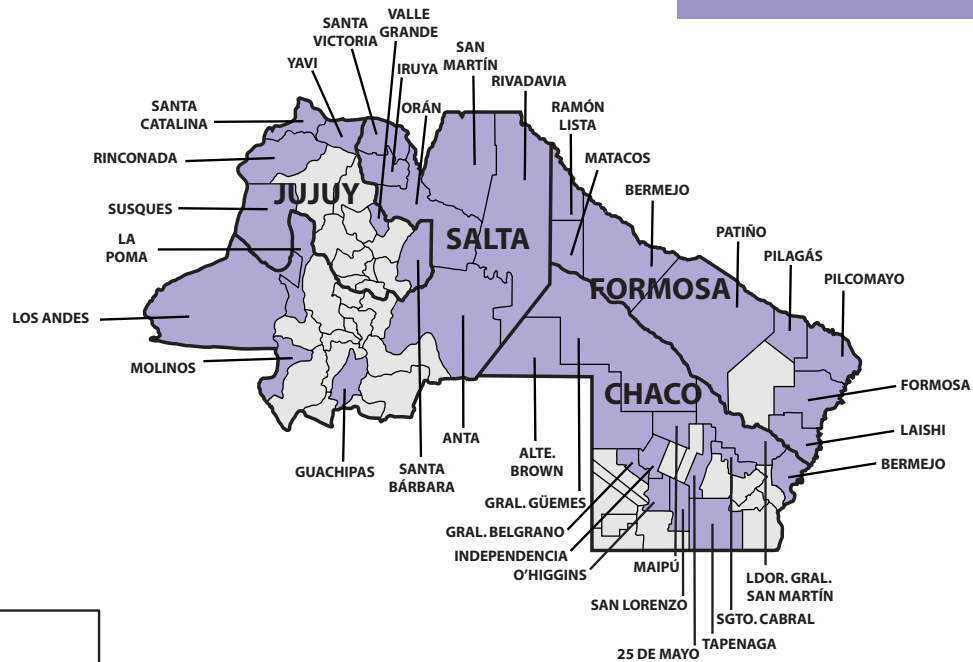 VALLE
GRANDE
SANTA
VICTORIA
SAN
MARTÍN
YAVI
IRUYA
RIVADAVIA
SANTA
CATALINA
ORÁN
RAMÓN
LISTA
RINCONADA
MATACOS
JUJUY
BERMEJO
SUSQUES
SALTA
PATIÑO
LA
POMA
PILAGÁS
FORMOSA
PILCOMAYO
LOS ANDES
MOLINOS
CHACO
FORMOSA
LAISHI
ANTA
ALTE.
BROWN
GUACHIPAS
SANTA
BÁRBARA
BERMEJO
GRAL. GÜEMES
GRAL. BELGRANO
INDEPENDENCIA
O'HIGGINS
MAIPÚ
LDOR. GRAL.
SAN MARTÍN
SAN LORENZO
SGTO. CABRAL
TAPENAGA
25 DE MAYO